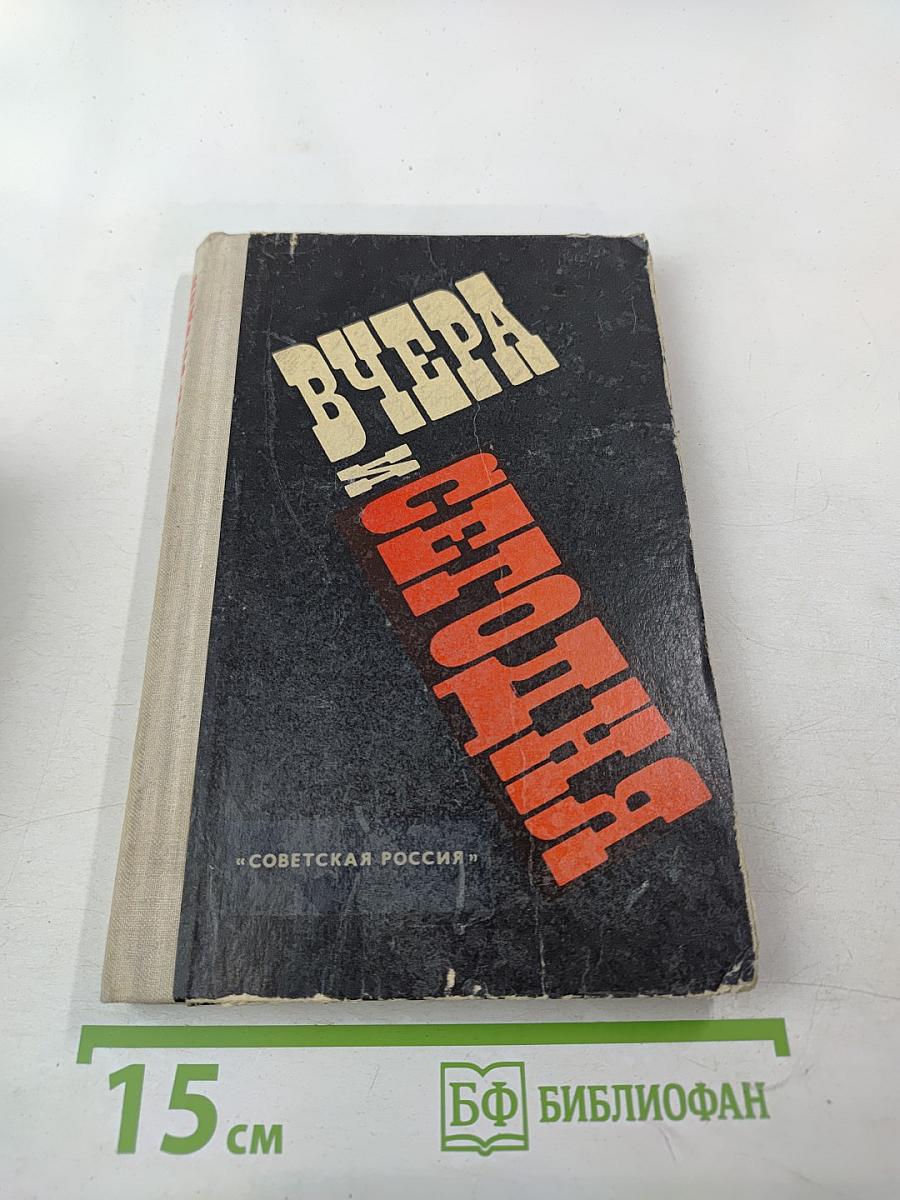 ВЧЕРА
И
СЕГОДНЯ
«СОВЕТСКАЯ РОССИЯ»
15 см
БФ БИБЛИОФАН